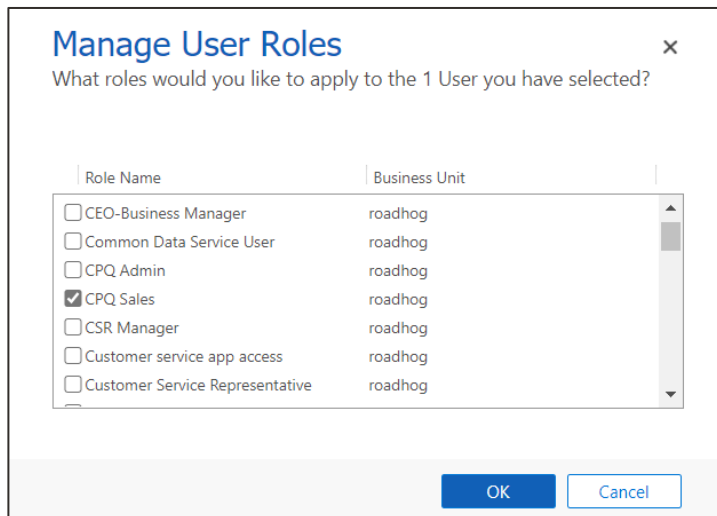 Manage User Roles
What roles would you like to apply to the 1 User you have selected?
Role Name Business Unit
CEO-Business Manager roadhog
Common Data Service User roadhog
CPQ Admin roadhog
CPQ Sales roadhog
CSR Manager roadhog
Customer service app access roadhog
Customer Service Representative roadhog
OK Cancel